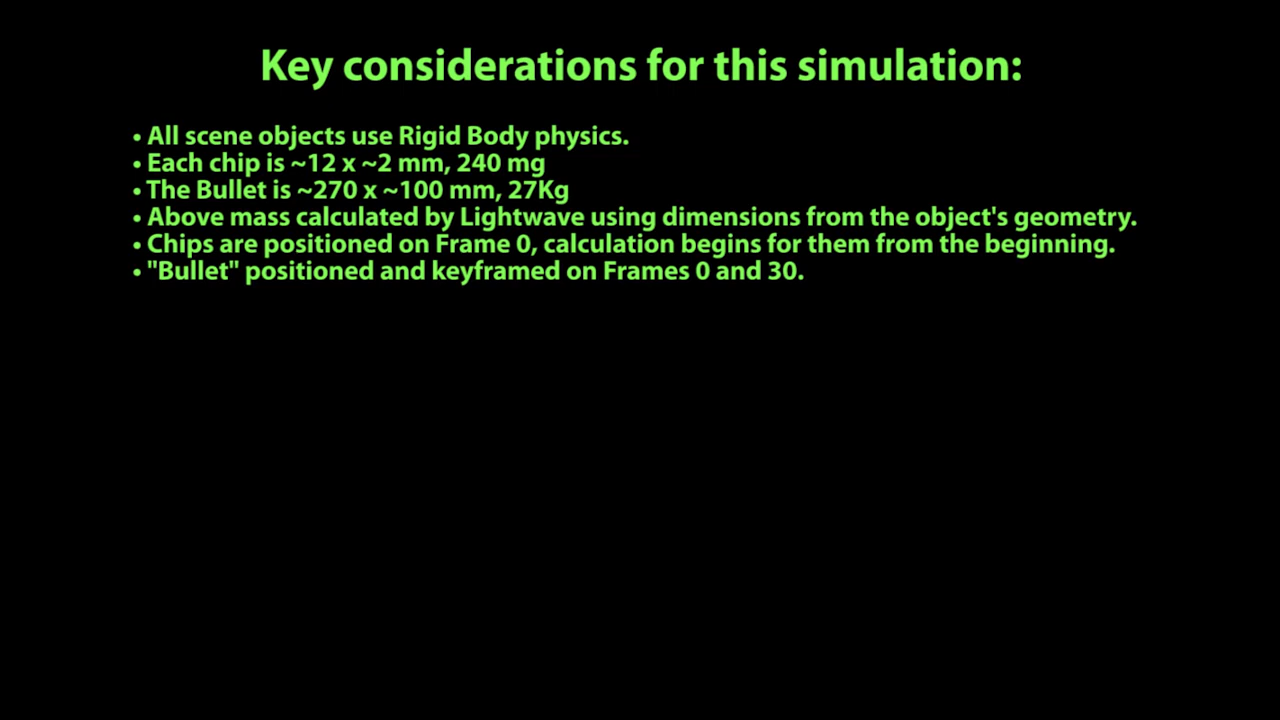 Key considerations for this simulation:
• All scene objects use Rigid Body physics.
• Each chip is ~12 x ~2 mm, 240 mg
• The Bullet is ~270 x ~100 mm, 27Kg
• Above mass calculated by Lightwave using dimensions from the object's geometry.
• Chips are positioned on Frame 0, calculation begins for them from the beginning.
• "Bullet" positioned and keyframed on Frames 0 and 30.